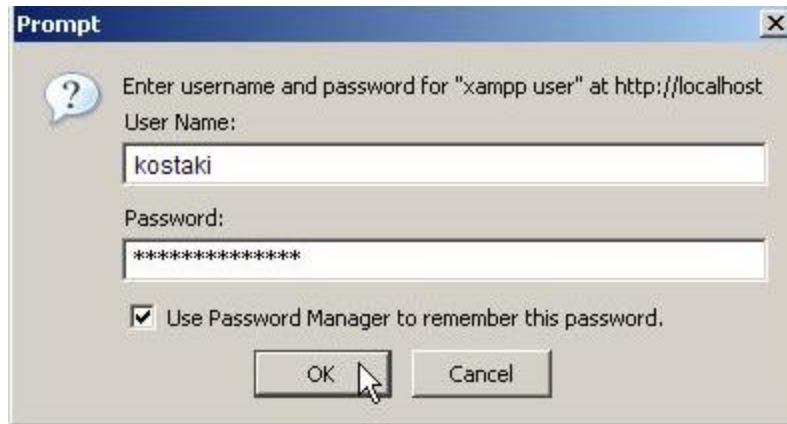 Prompt
Enter username and password for "xampp user" at http://localhost
User Name:
kostaki
Password:
**************
Use Password Manager to remember this password.
OK
Cancel